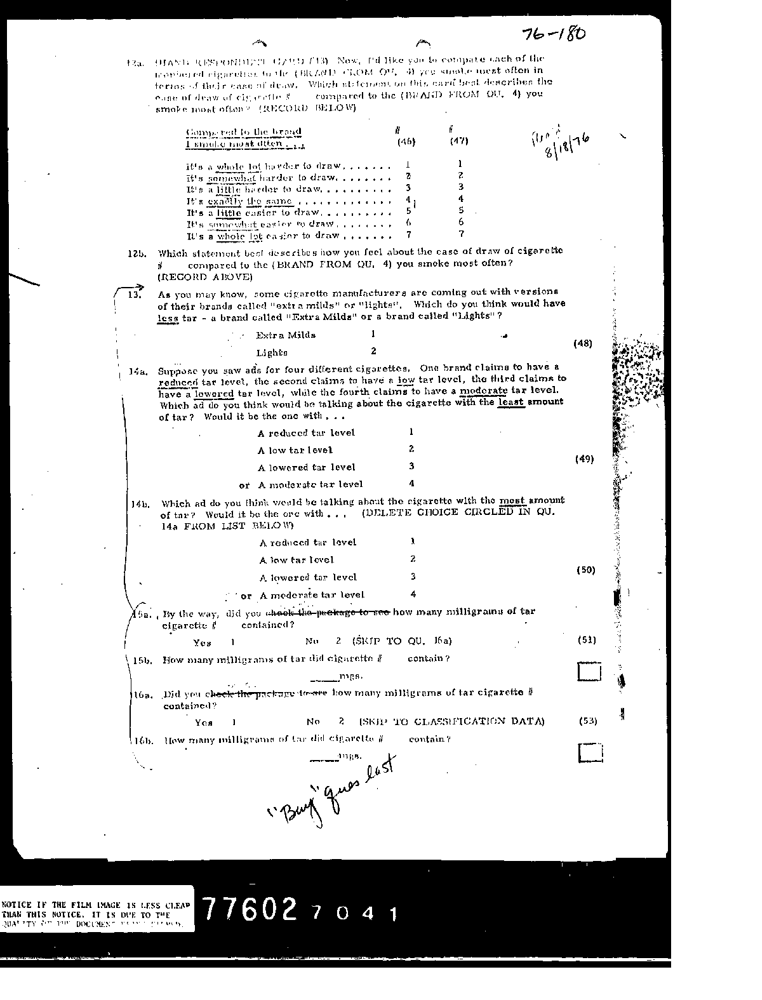 76-180
12a. (HAND RESPONDENT CARD Now, I'd like you to compare each of the
numbered cigarettes to the (BRAND FROM QU. 4) you smoke most often in
terms of their ease of draw. Which statement on this card best describes the
ease of draw of cigarette # compared to the (BRAND FROM QU. 4) you
smoke most often? (RECORD BELOW)
Compared to the brand # #
I smoke most often . . . (46) (47)
8/18/76
It's a whole lot harder to draw. . . . . . . 1 1
It's somewhat harder to draw. . . . . . . . 2 2
It's a little harder to draw. . . . . . . . . . 3 3
It's exactly the same . . . . . . . . . . . . . 4 4
It's a little easier to draw. . . . . . . . . . 5 5
It's somewhat easier to draw. . . . . . . . 6 6
It's a whole lot easier to draw . . . . . . . 7 7
12b. Which statement best describes how you feel about the ease of draw of cigarette
# compared to the (BRAND FROM QU. 4) you smoke most often?
(RECORD ABOVE)
13. As you may know, some cigarette manufacturers are coming out with versions
of their brands called "extra milds" or "lights". Which do you think would have
less tar - a brand called "Extra Milds" or a brand called "Lights"?
Extra Milds 1
(48)
Lights 2
14a. Suppose you saw ads for four different cigarettes. One brand claims to have a
reduced tar level, the second claims to have a low tar level, the third claims to
have a lowered tar level, while the fourth claims to have a moderate tar level.
Which ad do you think would be talking about the cigarette with the least amount
of tar? Would it be the one with . . .
A reduced tar level 1
A low tar level 2
(49)
A lowered tar level 3
or A moderate tar level 4
14b. Which ad do you think would be talking about the cigarette with the most amount
of tar? Would it be the one with . . . (DELETE CHOICE CIRCLED IN QU.
14a FROM LIST BELOW)
A reduced tar level 1
A low tar level 2
(50)
A lowered tar level 3
or A moderate tar level 4
15a. By the way, did you check the package to see how many milligrams of tar
cigarette # contained?
Yes 1 No 2 (SKIP TO QU. 16a) (51)
15b. How many milligrams of tar did cigarette # contain?
mgs.
16a. Did you check the package to see how many milligrams of tar cigarette #
contained?
Yes 1 No 2 (SKIP TO CLASSIFICATION DATA) (53)
16b. How many milligrams of tar did cigarette # contain?
mgs.
"Buy" ques last
NOTICE IF THE FILM IMAGE IS LESS CLEAR
THAN THIS NOTICE, IT IS DUE TO THE
QUALITY OF THE DOCUMENT
77602 7041